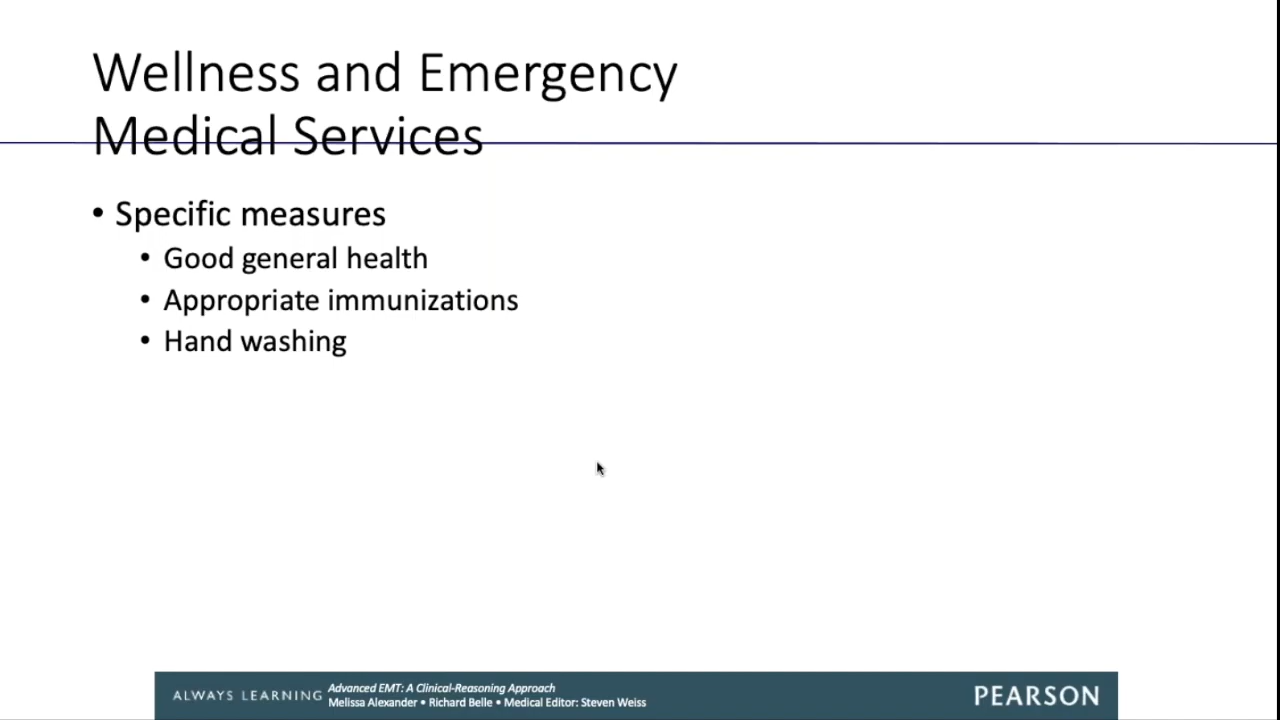 Wellness and Emergency
Medical Services
• Specific measures
• Good general health
• Appropriate immunizations
• Hand washing
ALWAYS LEARNING
Advanced EMT: A Clinical-Reasoning Approach
Melissa Alexander • Richard Belle • Medical Editor: Steven Weiss
PEARSON